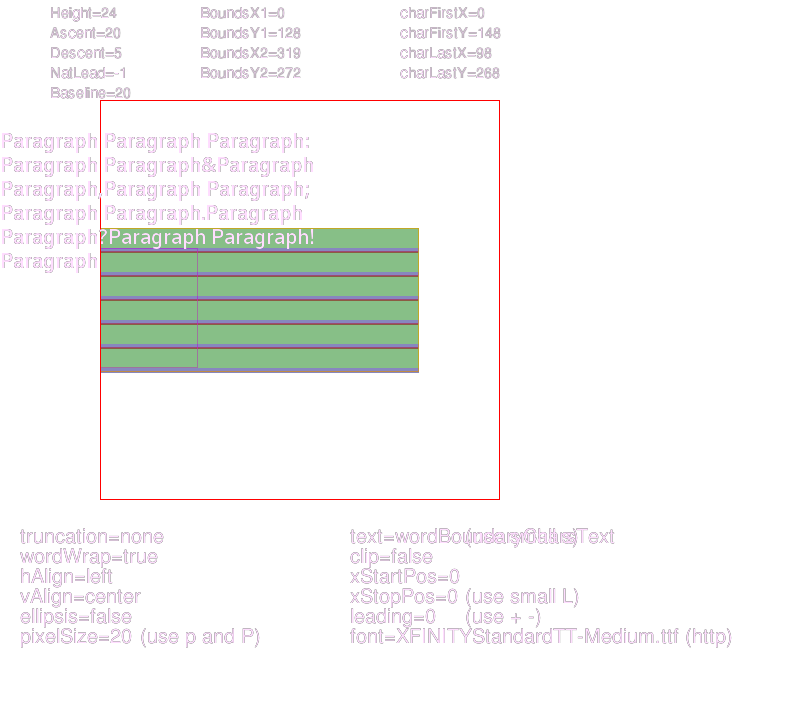 Height=24 BoundsX1=0 charFirstX=0
Ascent=20 BoundsY1=128 charFirstY=148
Descent=5 BoundsX2=319 charLastX=98
NatLead=-1 BoundsY2=272 charLastY=268
Baseline=20
Paragraph Paragraph Paragraph:
Paragraph Paragraph&Paragraph
Paragraph,Paragraph Paragraph;
Paragraph Paragraph.Paragraph
Paragraph?Paragraph Paragraph!
Paragraph
truncation=none text=wordBoundaryCharsText
wordWrap=true clip=false
hAlign=left xStartPos=0
vAlign=center xStopPos=0 (use small L)
ellipsis=false leading=0 (use + -)
pixelSize=20 (use p and P) font=XFINITYStandardTT-Medium.ttf (http)